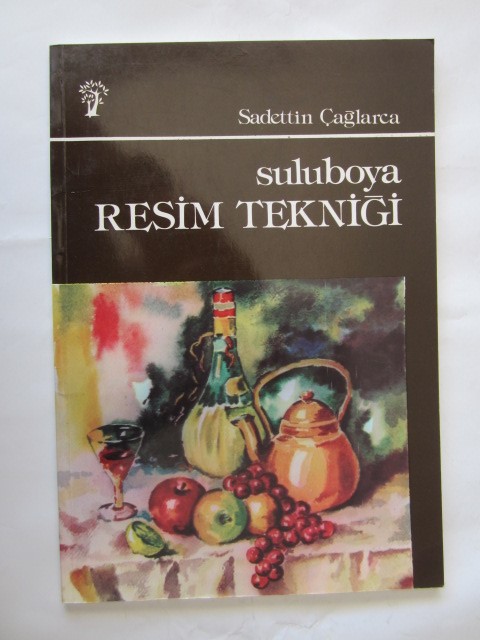 Sadettin Çağlarca
suluboya
RESİM TEKNİĞİ